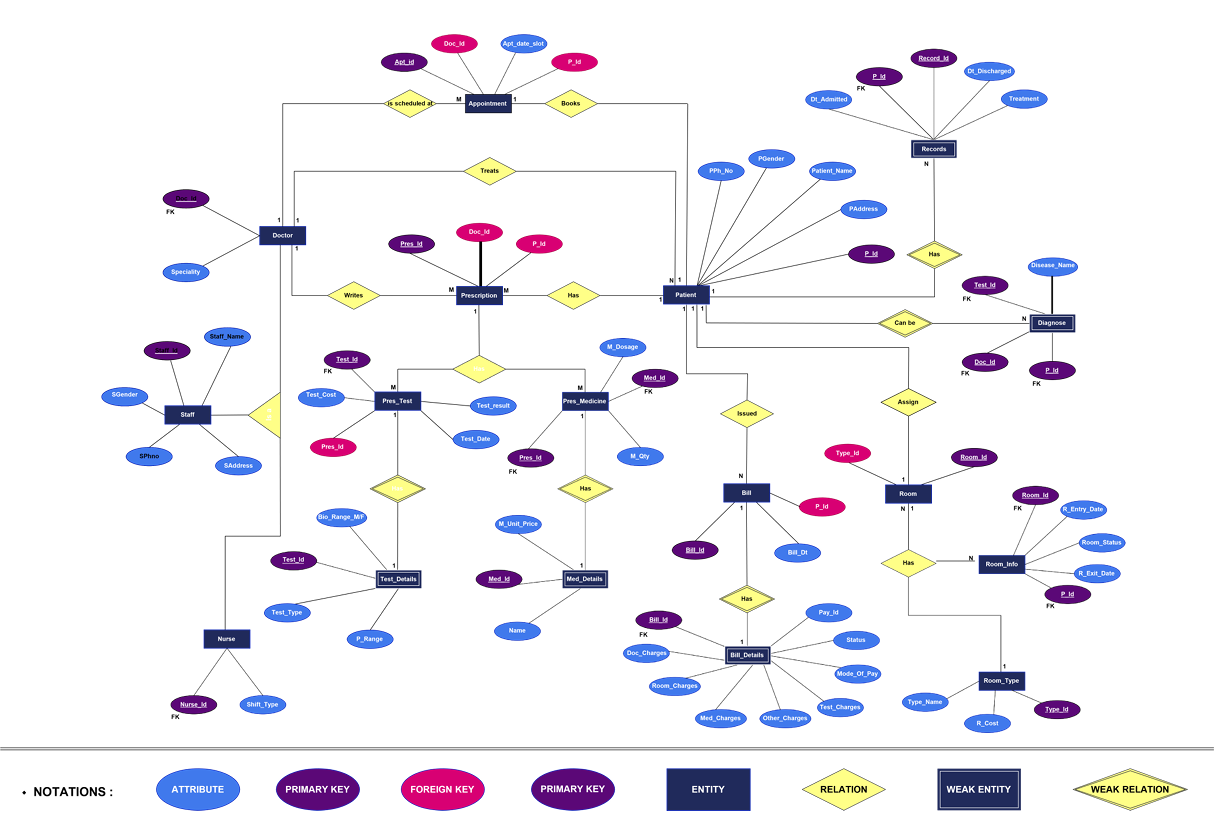 Doc_Id
Apt_date_slot
Apt_id
P_Id
is scheduled at
M
Appointment
1
Books
Record_Id
P_Id
FK
Dt_Discharged
Dt_Admitted
Treatment
Records
N
Treats
PPh_No
PGender
Patient_Name
PAddress
P_Id
FK
1
1
Doctor
1
Speciality
Pres_Id
Doc_Id
P_Id
Writes
M
Prescription
M
1
Has
N
1
Patient
1
1
1
1
1
Has
Disease_Name
Test_Id
FK
Can be
N
Diagnose
Doc_Id
FK
P_Id
FK
Staff_Name
SGender
Staff
SPhno
SAddress
Test_Id
FK
Test_Cost
M
Pres_Test
1
Test_result
Pres_Id
Test_Date
M_Dosage
Med_Id
FK
M
Pres_Medicine
1
Pres_Id
FK
M_Qty
Has
Issued
Assign
N
Bill
1
P_Id
Bill_Id
Bill_Dt
Type_Id
Room_Id
1
Room
N
1
Room_Id
FK
R_Entry_Date
Room_Status
Has
N
Room_Info
R_Exit_Date
P_Id
FK
Bio_Range_M/F
Test_Id
1
Test_Details
Test_Type
P_Range
M_Unit_Price
Med_Id
1
Med_Details
Name
Has
Bill_Id
FK
Pay_Id
Status
1
Bill_Details
Doc_Charges
Mode_Of_Pay
Room_Charges
Med_Charges
Other_Charges
Test_Charges
Nurse
Nurse_Id
FK
Shift_Type
1
Room_Type
Type_Name
R_Cost
Type_Id
• NOTATIONS :
ATTRIBUTE
PRIMARY KEY
FOREIGN KEY
PRIMARY KEY
ENTITY
RELATION
WEAK ENTITY
WEAK RELATION